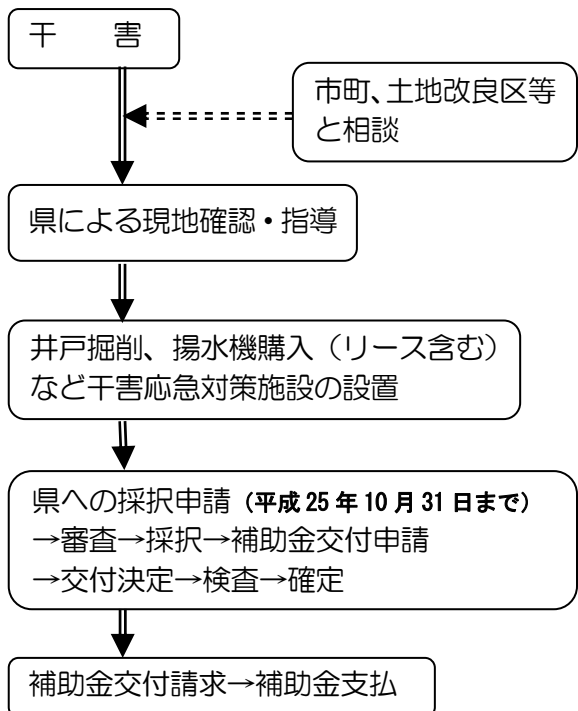 干　　害
市町、土地改良区等
と相談
県による現地確認・指導
井戸掘削、揚水機購入（リース含む）
など干害応急対策施設の設置
県への採択申請（平成25年10月31日まで）
→審査→採択→補助金交付申請
→交付決定→検査→確定
補助金交付請求→補助金支払